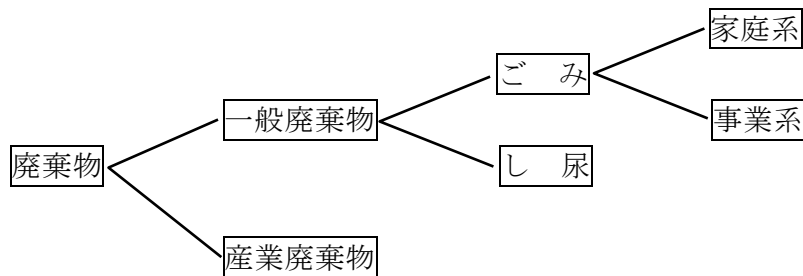 家庭系
ご　み
一般廃棄物
事業系
廃棄物
し　尿
産業廃棄物